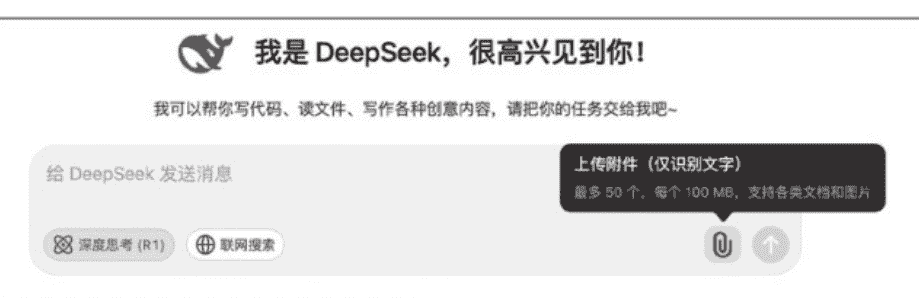 我是 DeepSeek，很高兴见到你！
我可以帮你写代码、读文件、写作各种创意内容，请把你的任务交给我吧~
给 DeepSeek 发送消息
上传附件（仅识别文字）
最多 50 个，每个 100 MB，支持各类文档和图片
深度思考 (R1)
联网搜索